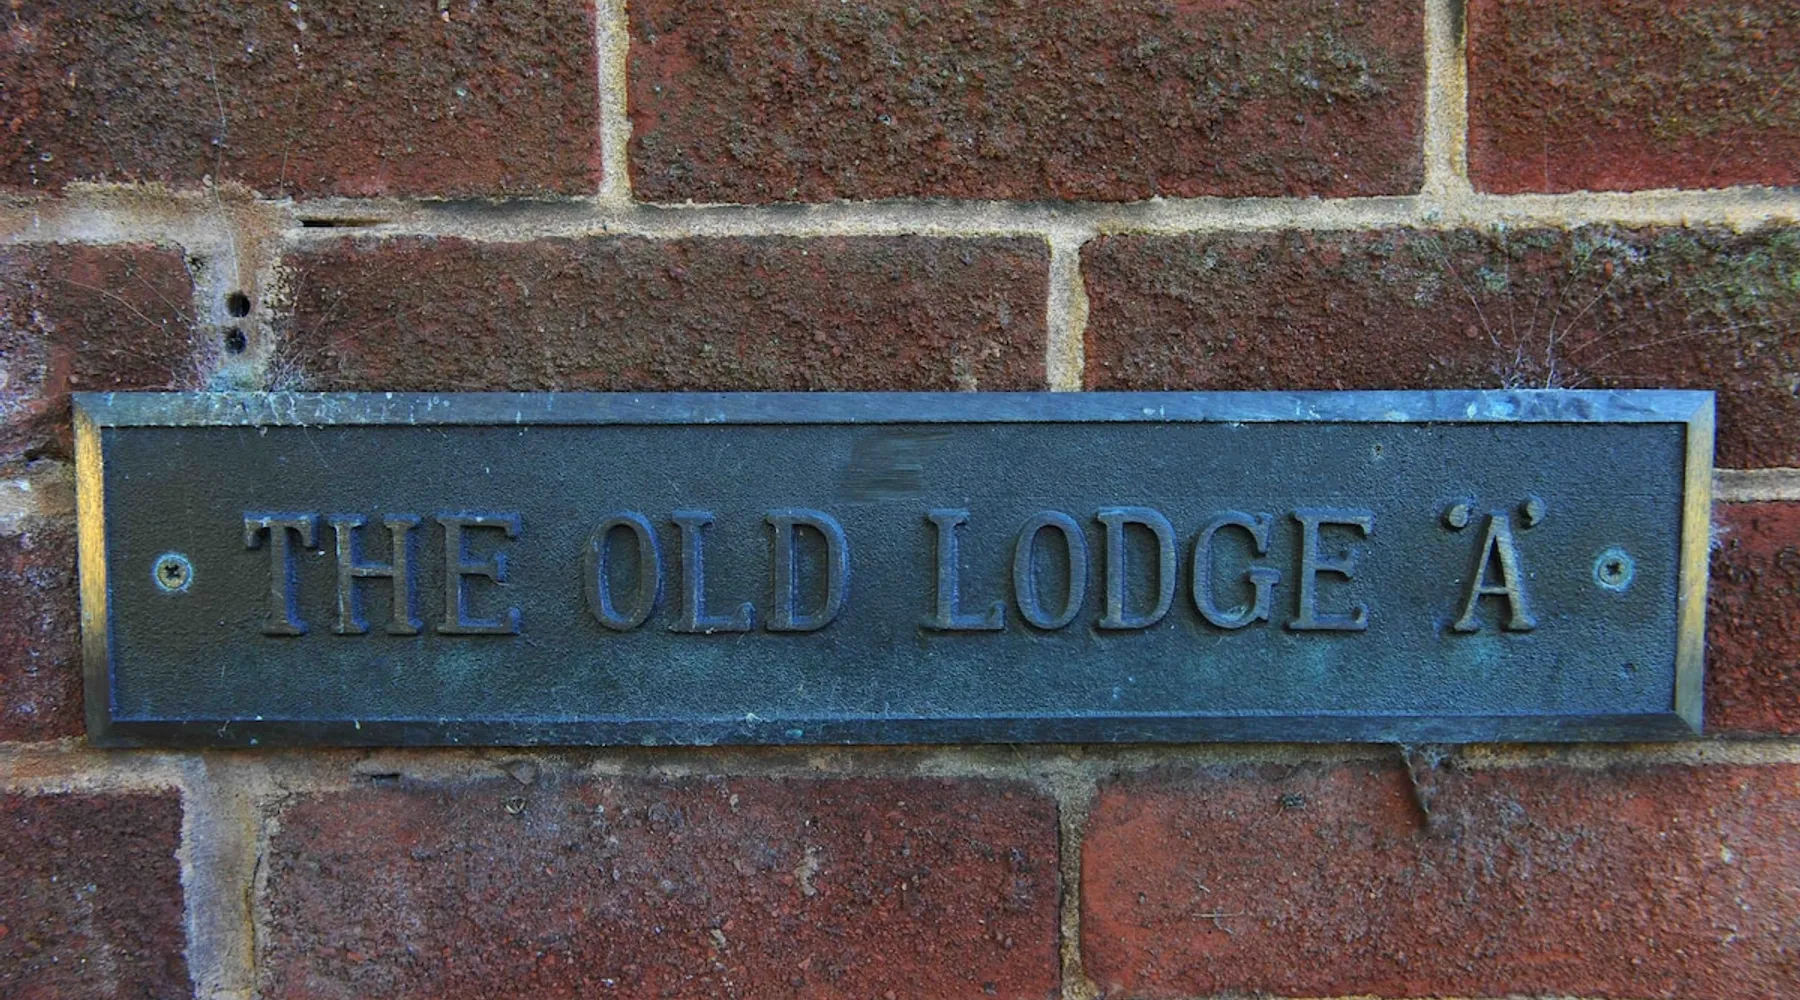 THE OLD LODGE ‘A’